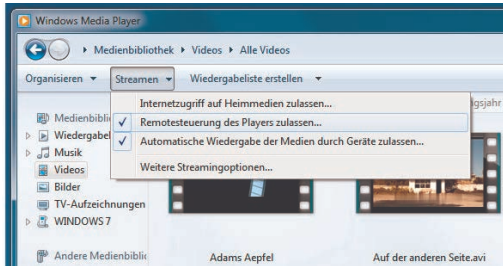 Windows Media Player
Medienbibliothek ▸ Videos ▸ Alle Videos
Organisieren Streamen Wiedergabeliste erstellen
Internetzugriff auf Heimmedien zulassen...
Remotesteuerung des Players zulassen...
Automatische Wiedergabe der Medien durch Geräte zulassen...
Weitere Streamingoptionen...
Musik
Videos
Bilder
TV-Aufzeichnungen
WINDOWS 7
Andere
Adams Aepfel
Auf der anderen Seite.avi